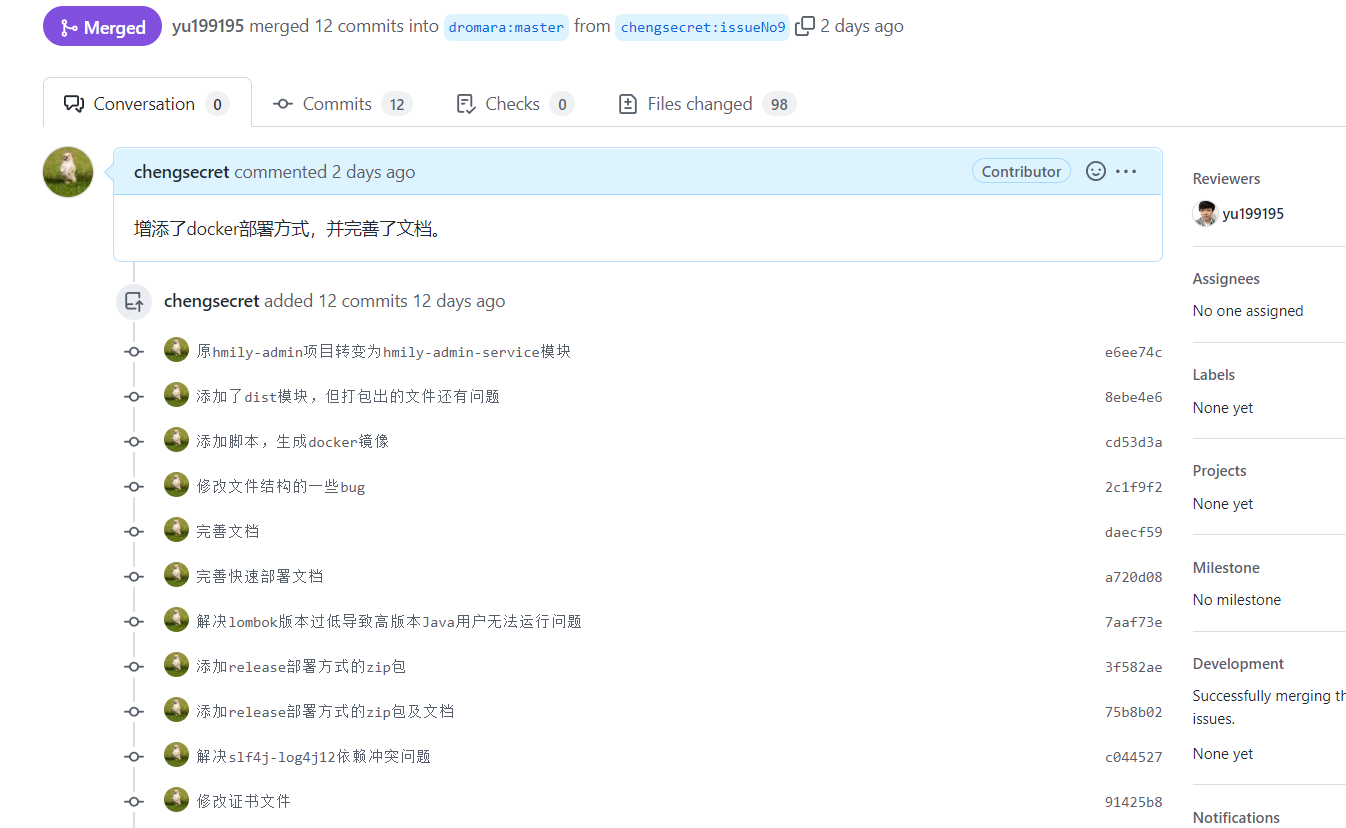 Merged yu199195 merged 12 commits into dromara:master from chengsecret:issueNo9 2 days ago
Conversation 0 Commits 12 Checks 0 Files changed 98
chengsecret commented 2 days ago Contributor
增添了docker部署方式，并完善了文档。
chengsecret added 12 commits 12 days ago
原hmily-admin项目转变为hmily-admin-service模块 e6ee74c
添加了dist模块，但打包出的文件还有问题 8ebe4e6
添加脚本，生成docker镜像 cd53d3a
修改文件结构的一些bug 2c1f9f2
完善文档 daecf59
完善快速部署文档 a720d08
解决lombok版本过低导致高版本Java用户无法运行问题 7aaf73e
添加release部署方式的zip包 3f582ae
添加release部署方式的zip包及文档 75b8b02
解决slf4j-log4j12依赖冲突问题 c044527
修改证书文件 91425b8
Reviewers
yu199195
Assignees
No one assigned
Labels
None yet
Projects
None yet
Milestone
No milestone
Development
Successfully merging th
issues.
None yet
Notifications